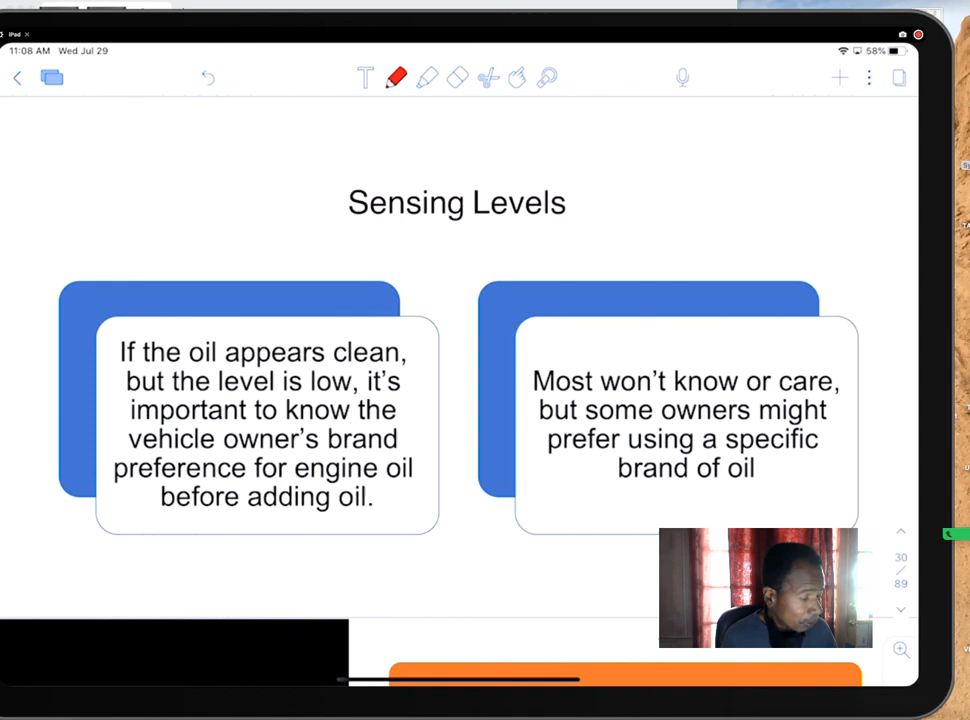 iPad
11:08 AM Wed Jul 29
58%
T
Sensing Levels
If the oil appears clean,
but the level is low, it’s
important to know the
vehicle owner’s brand
preference for engine oil
before adding oil.
Most won’t know or care,
but some owners might
prefer using a specific
brand of oil
30
/
89